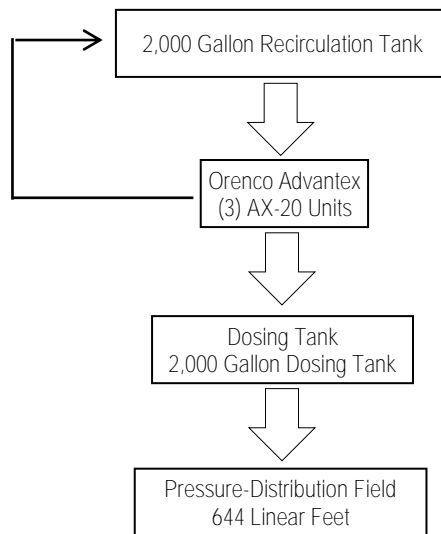 2,000 Gallon Recirculation Tank
Orenco Advantex
(3) AX-20 Units
Dosing Tank
2,000 Gallon Dosing Tank
Pressure-Distribution Field
644 Linear Feet